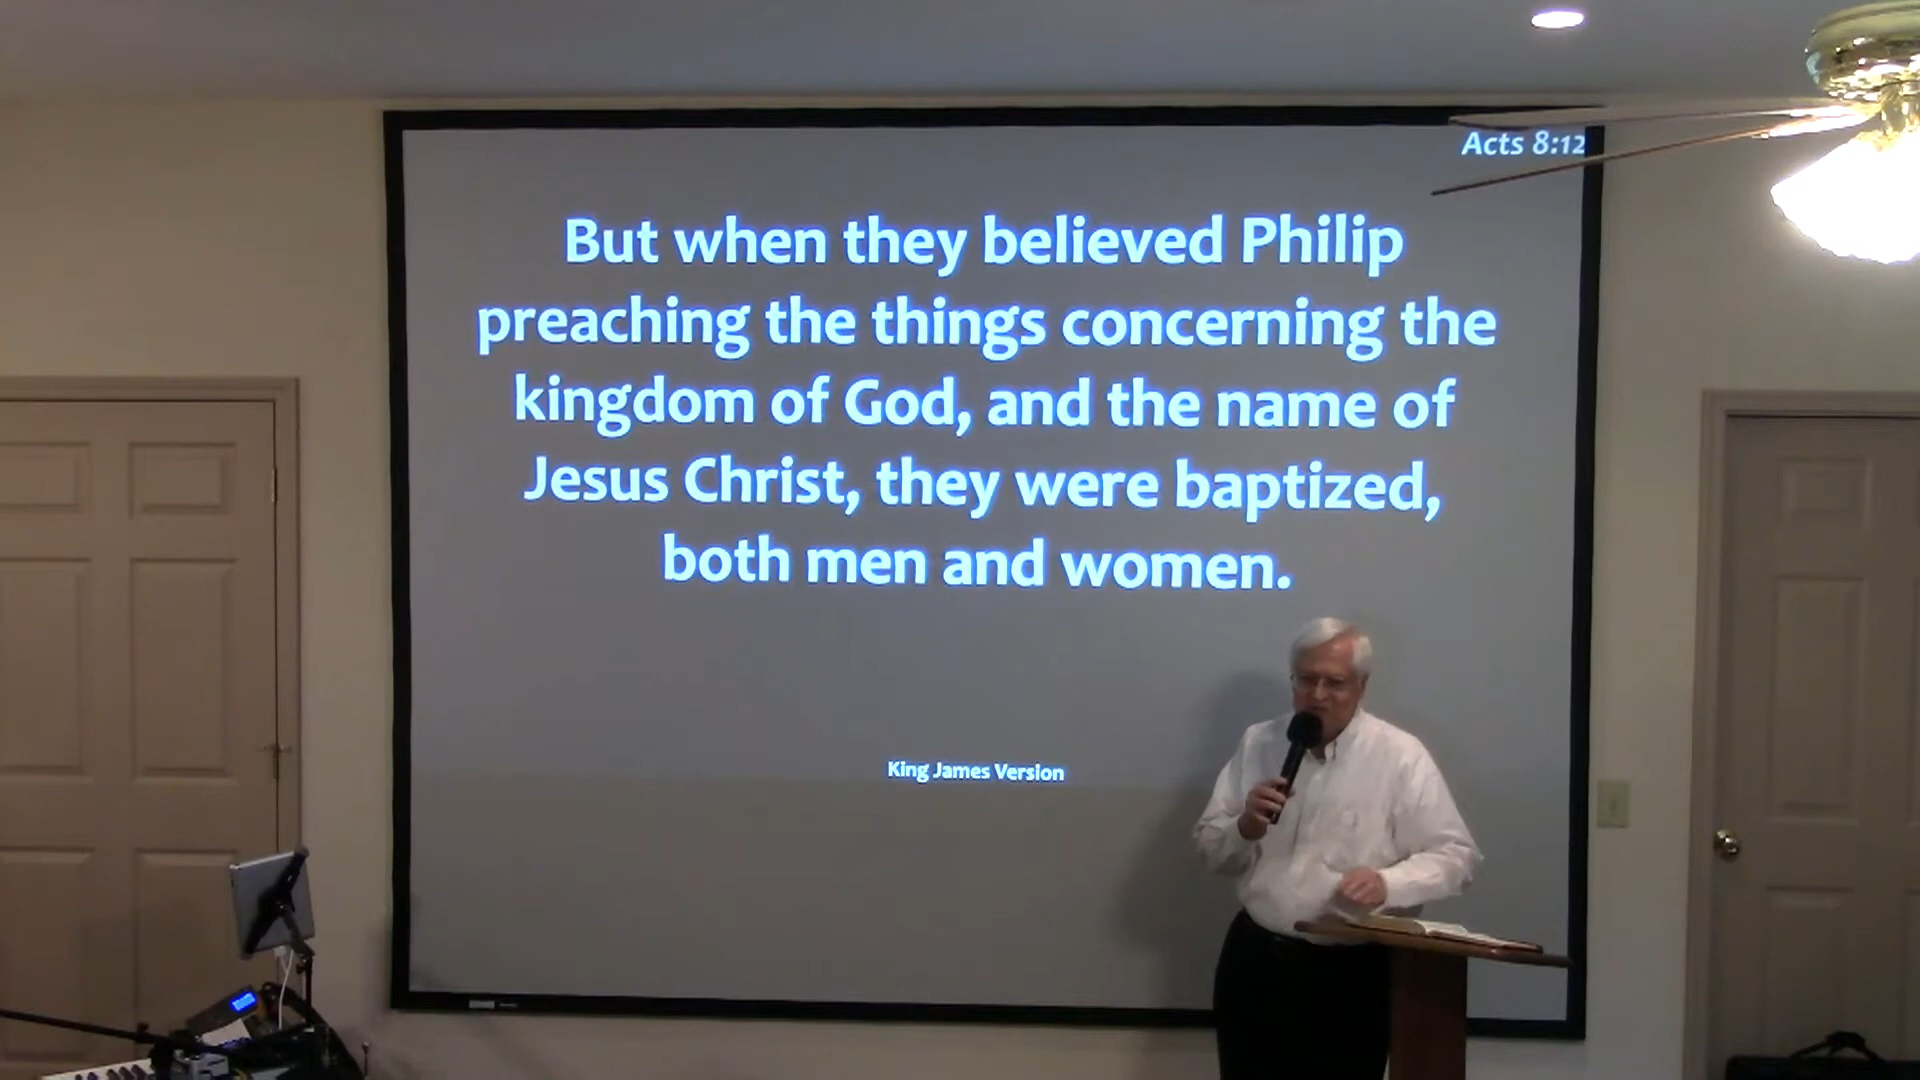 Acts 8:12
But when they believed Philip
preaching the things concerning the
kingdom of God, and the name of
Jesus Christ, they were baptized,
both men and women.
King James Version